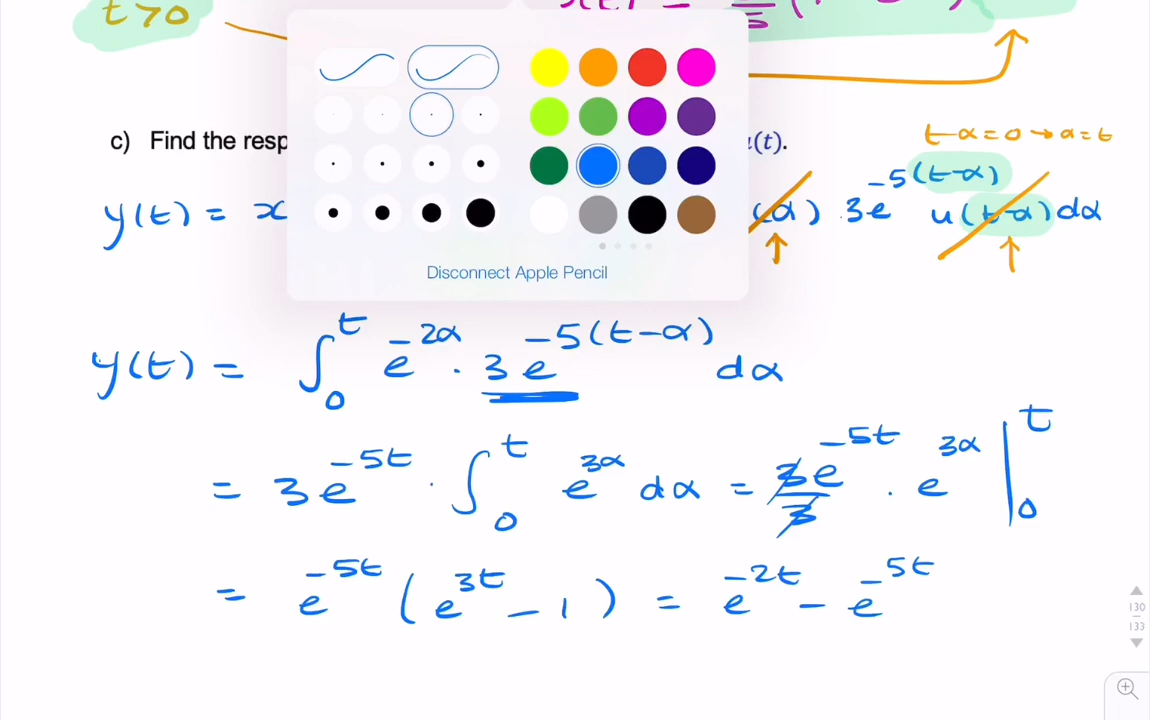 t>0
c) Find the resp (t).
t-α=0→α=t
y(t) = x (α) 3e^-5(t-α) u(t-α)dα
Disconnect Apple Pencil
y(t) = ∫_0^t e^-2α · 3e^-5(t-α) dα
= 3e^-5t · ∫_0^t e^3α dα = 3e^-5t/3 · e^3α |_0^t
= e^-5t (e^3t - 1) = e^-2t - e^-5t
130
133